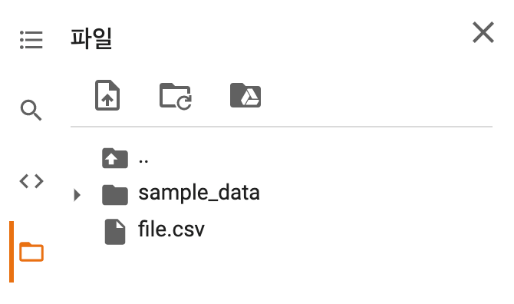 파일
..
sample_data
file.csv